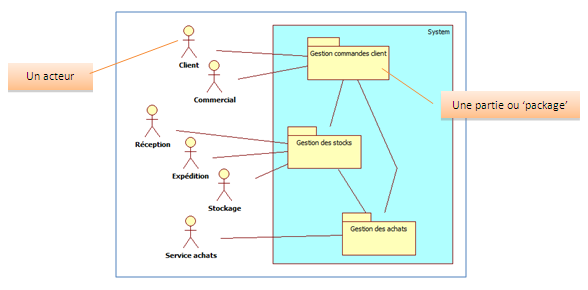 System
Gestion commandes client
Client
Un acteur
Commercial
Une partie ou ‘package’
Réception
Gestion des stocks
Expédition
Stockage
Gestion des achats
Service achats